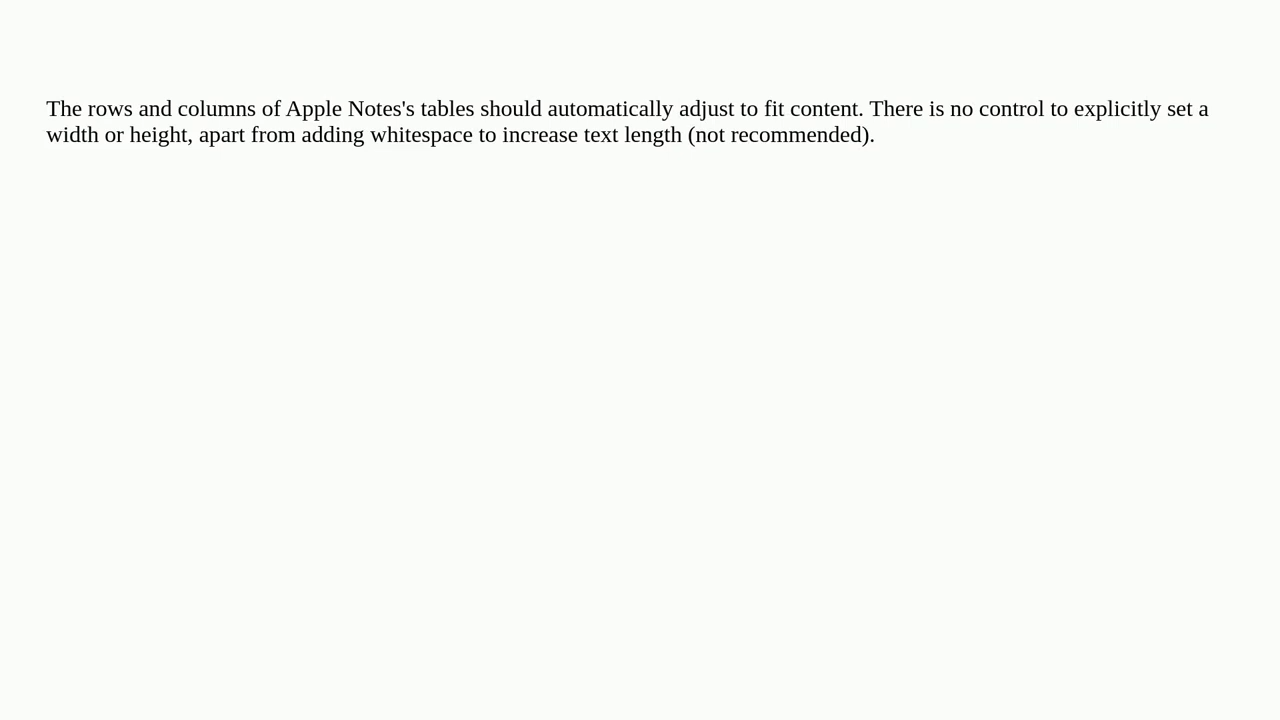 The rows and columns of Apple Notes's tables should automatically adjust to fit content. There is no control to explicitly set a
width or height, apart from adding whitespace to increase text length (not recommended).